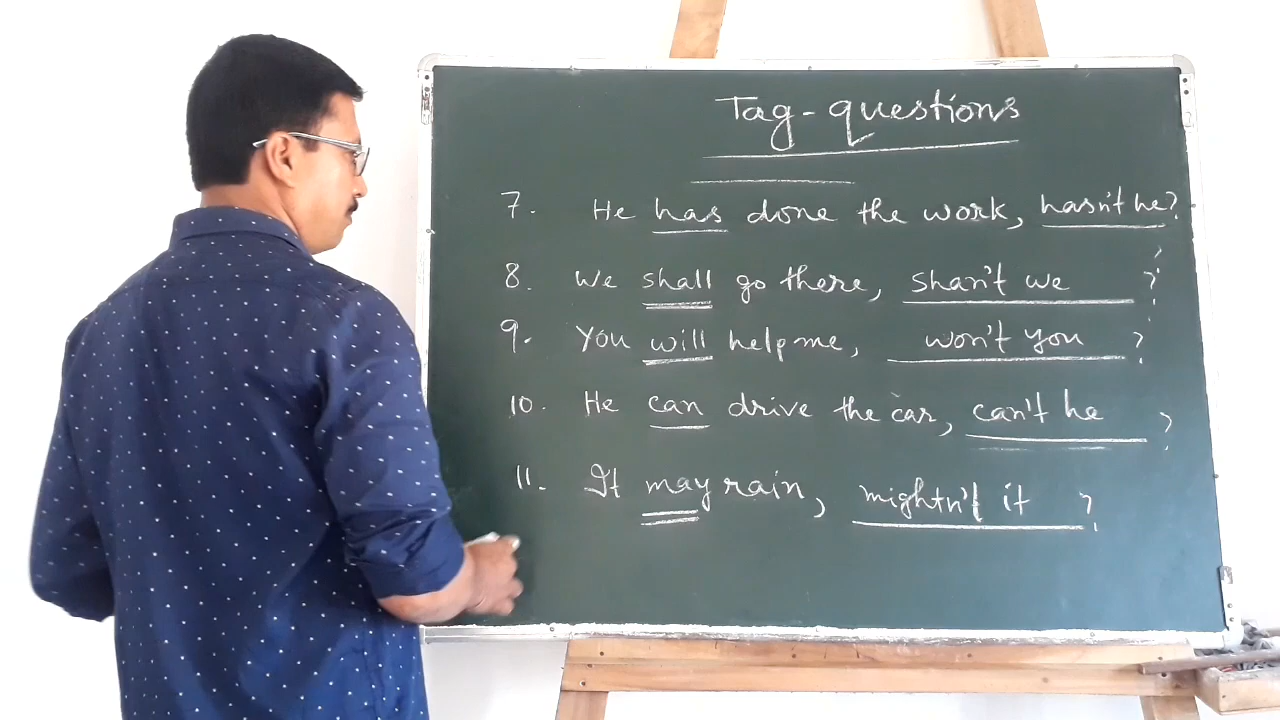 Tag-questions
7. He has done the work, hasn't he?
8. We shall go there, shan't we ?
9. You will help me, won't you ?
10. He can drive the car, can't he ?
11. It may rain, mightn't it ?